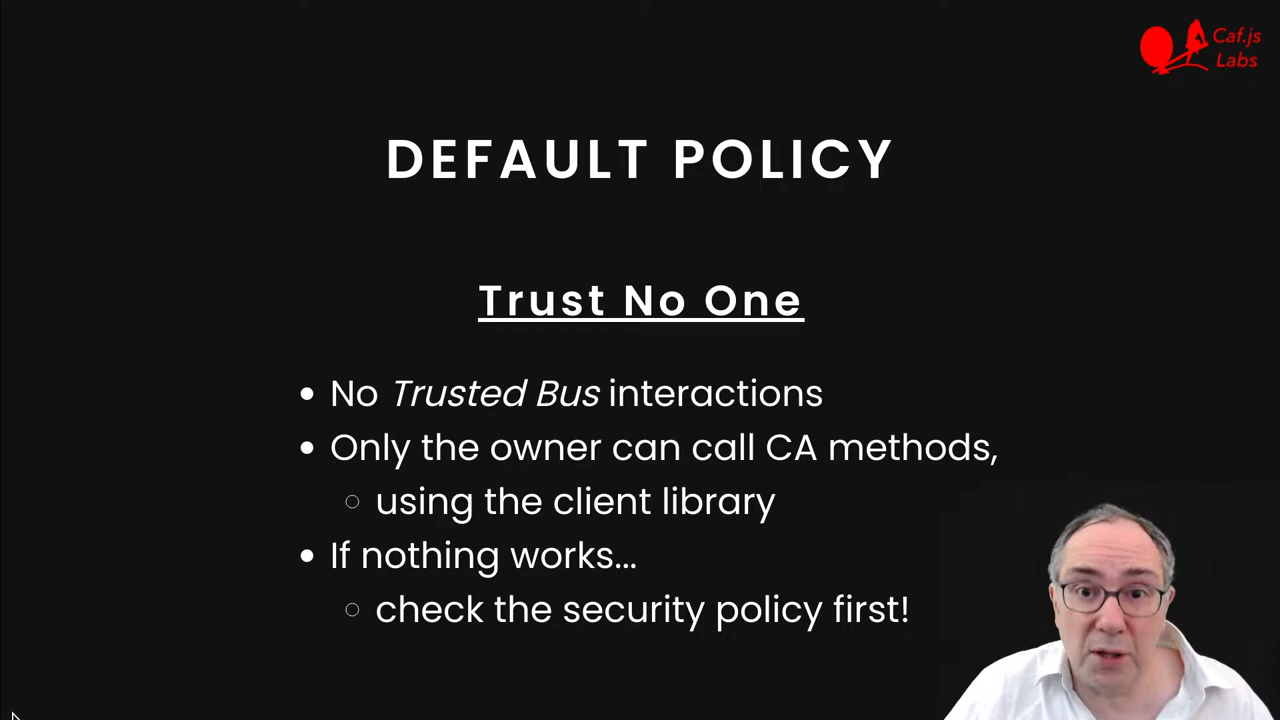 Caf.js
Labs
DEFAULT POLICY
Trust No One
No Trusted Bus interactions
Only the owner can call CA methods,
using the client library
If nothing works...
check the security policy first!